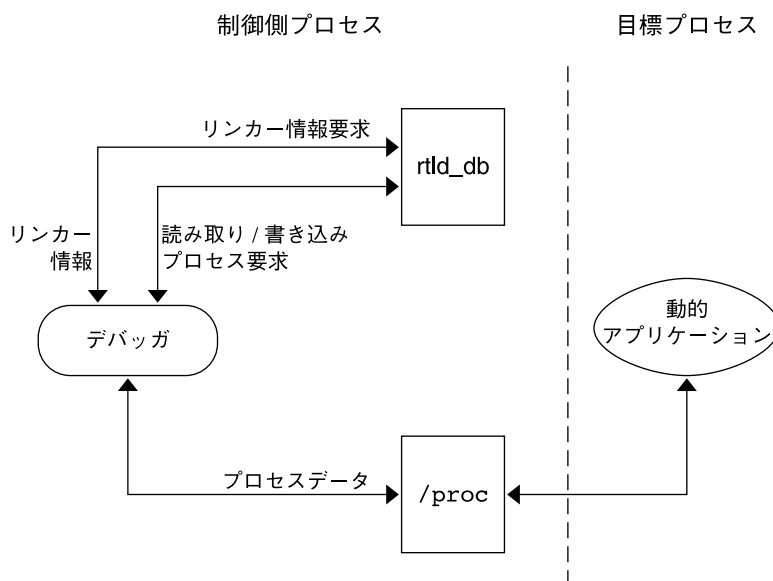 制御側プロセス
目標プロセス
リンカー情報要求
rtld_db
リンカー
情報
読み取り / 書き込み
プロセス要求
デバッガ
動的
アプリケーション
プロセスデータ
/proc